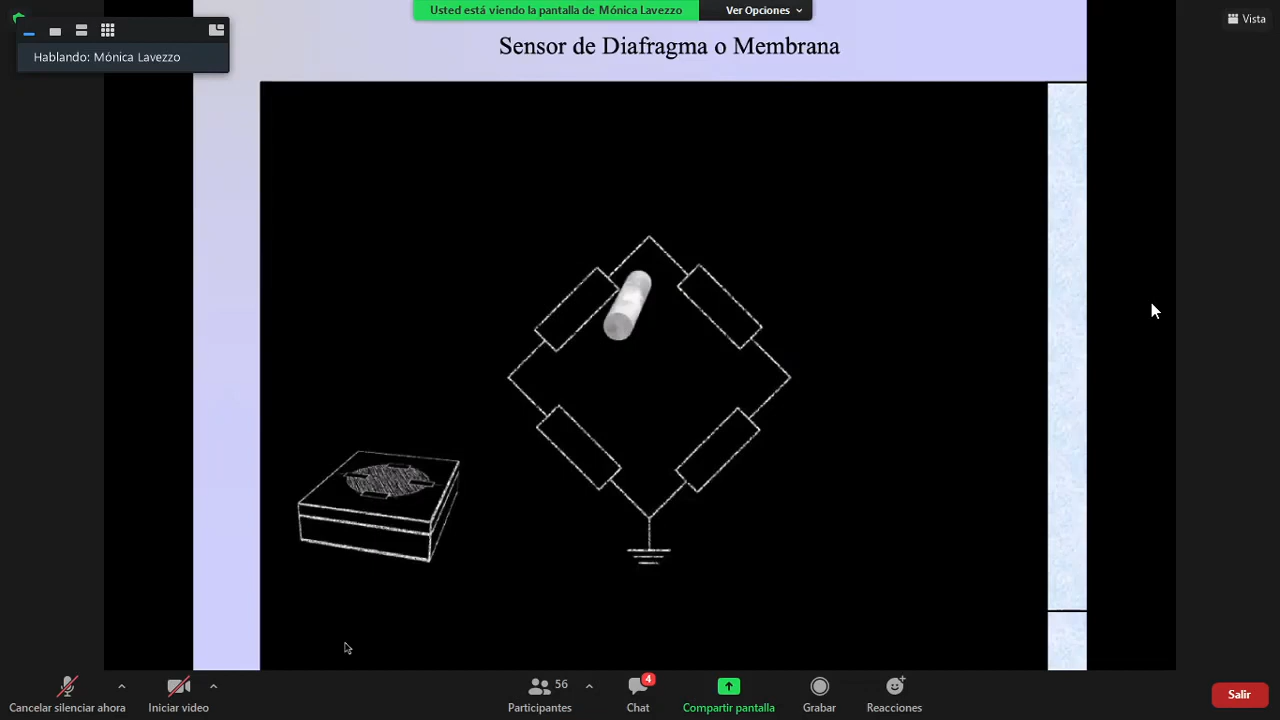 Usted está viendo la pantalla de Mónica Lavezzo
Ver Opciones
Vista
Hablando: Mónica Lavezzo
Sensor de Diafragma o Membrana
Cancelar silenciar ahora
Iniciar video
56
Participantes
4
Chat
Compartir pantalla
Grabar
Reacciones
Salir